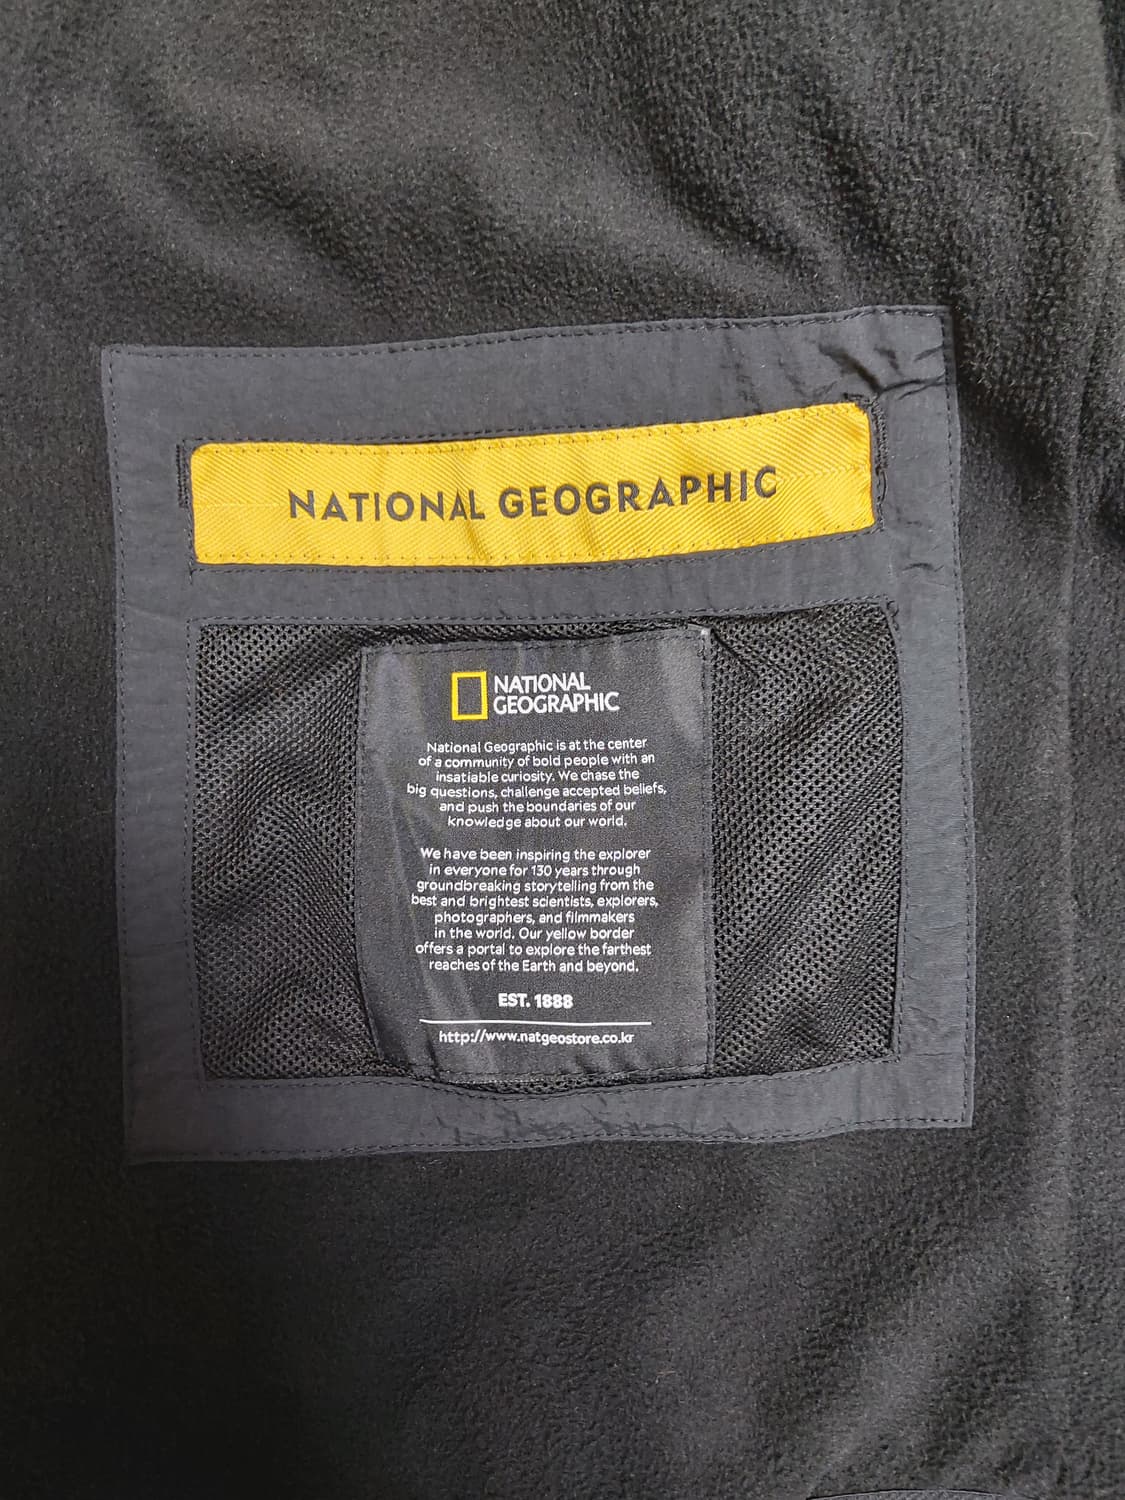 NATIONAL GEOGRAPHIC
NATIONAL
GEOGRAPHIC
National Geographic is at the center
of a community of bold people with an
insatiable curiosity. We chase the
big questions, challenge accepted beliefs,
and push the boundaries of our
knowledge about our world.
We have been inspiring the explorer
in everyone for 130 years through
groundbreaking storytelling from the
best and brightest scientists, explorers,
photographers, and filmmakers
in the world. Our yellow border
offers a portal to explore the farthest
reaches of the Earth and beyond.
EST. 1888
http://www.natgeostore.co.kr